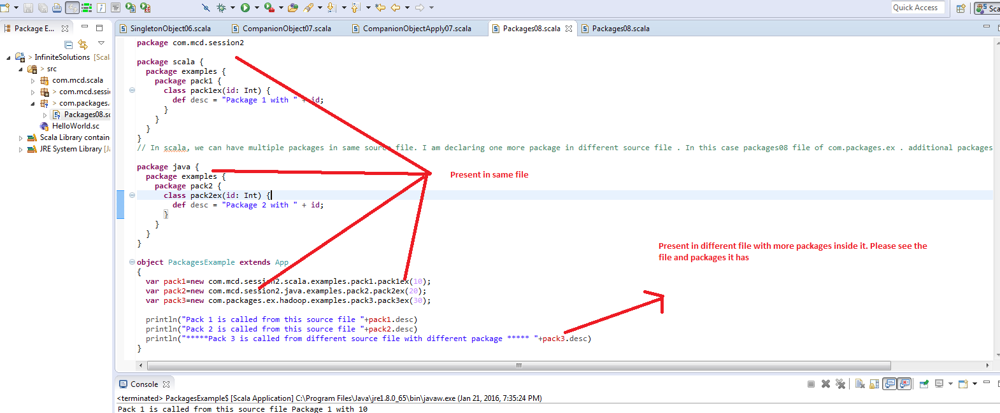 Quick Access
Sca
Package E...
SingletonObject06.scala
CompanionObject07.scala
CompanionObjectApply07.scala
Packages08.scala
Packages08.scala
> InfiniteSolutions [Scal
> src
com.mcd.scala
> com.mcd.sessi
> com.packages.
Packages08.sc
HelloWorld.sc
Scala Library contain
JRE System Library [J
package com.mcd.session2
package scala {
package examples {
package pack1 {
class pack1ex(id: Int) {
def desc = "Package 1 with " + id;
}
}
}
}
// In scala, we can have multiple packages in same source file. I am declaring one more package in different source file . In this case packages08 file of com.packages.ex . additional packages
package java {
package examples {
package pack2 {
class pack2ex(id: Int) {
def desc = "Package 2 with " + id;
}
}
}
}
Present in same file
Present in different file with more packages inside it. Please see the
file and packages it has
object PackagesExample extends App
{
var pack1=new com.mcd.session2.scala.examples.pack1.pack1ex(10);
var pack2=new com.mcd.session2.java.examples.pack2.pack2ex(20);
var pack3=new com.packages.ex.hadoop.examples.pack3.pack3ex(30);
println("Pack 1 is called from this source file "+pack1.desc)
println("Pack 2 is called from this source file "+pack2.desc)
println("*****Pack 3 is called from different source file with different package ***** "+pack3.desc)
}
Console
<terminated> PackagesExample$ [Scala Application] C:\Program Files\Java\jre1.8.0_65\bin\javaw.exe (Jan 21, 2016, 7:35:24 PM)
Pack 1 is called from this source file Package 1 with 10